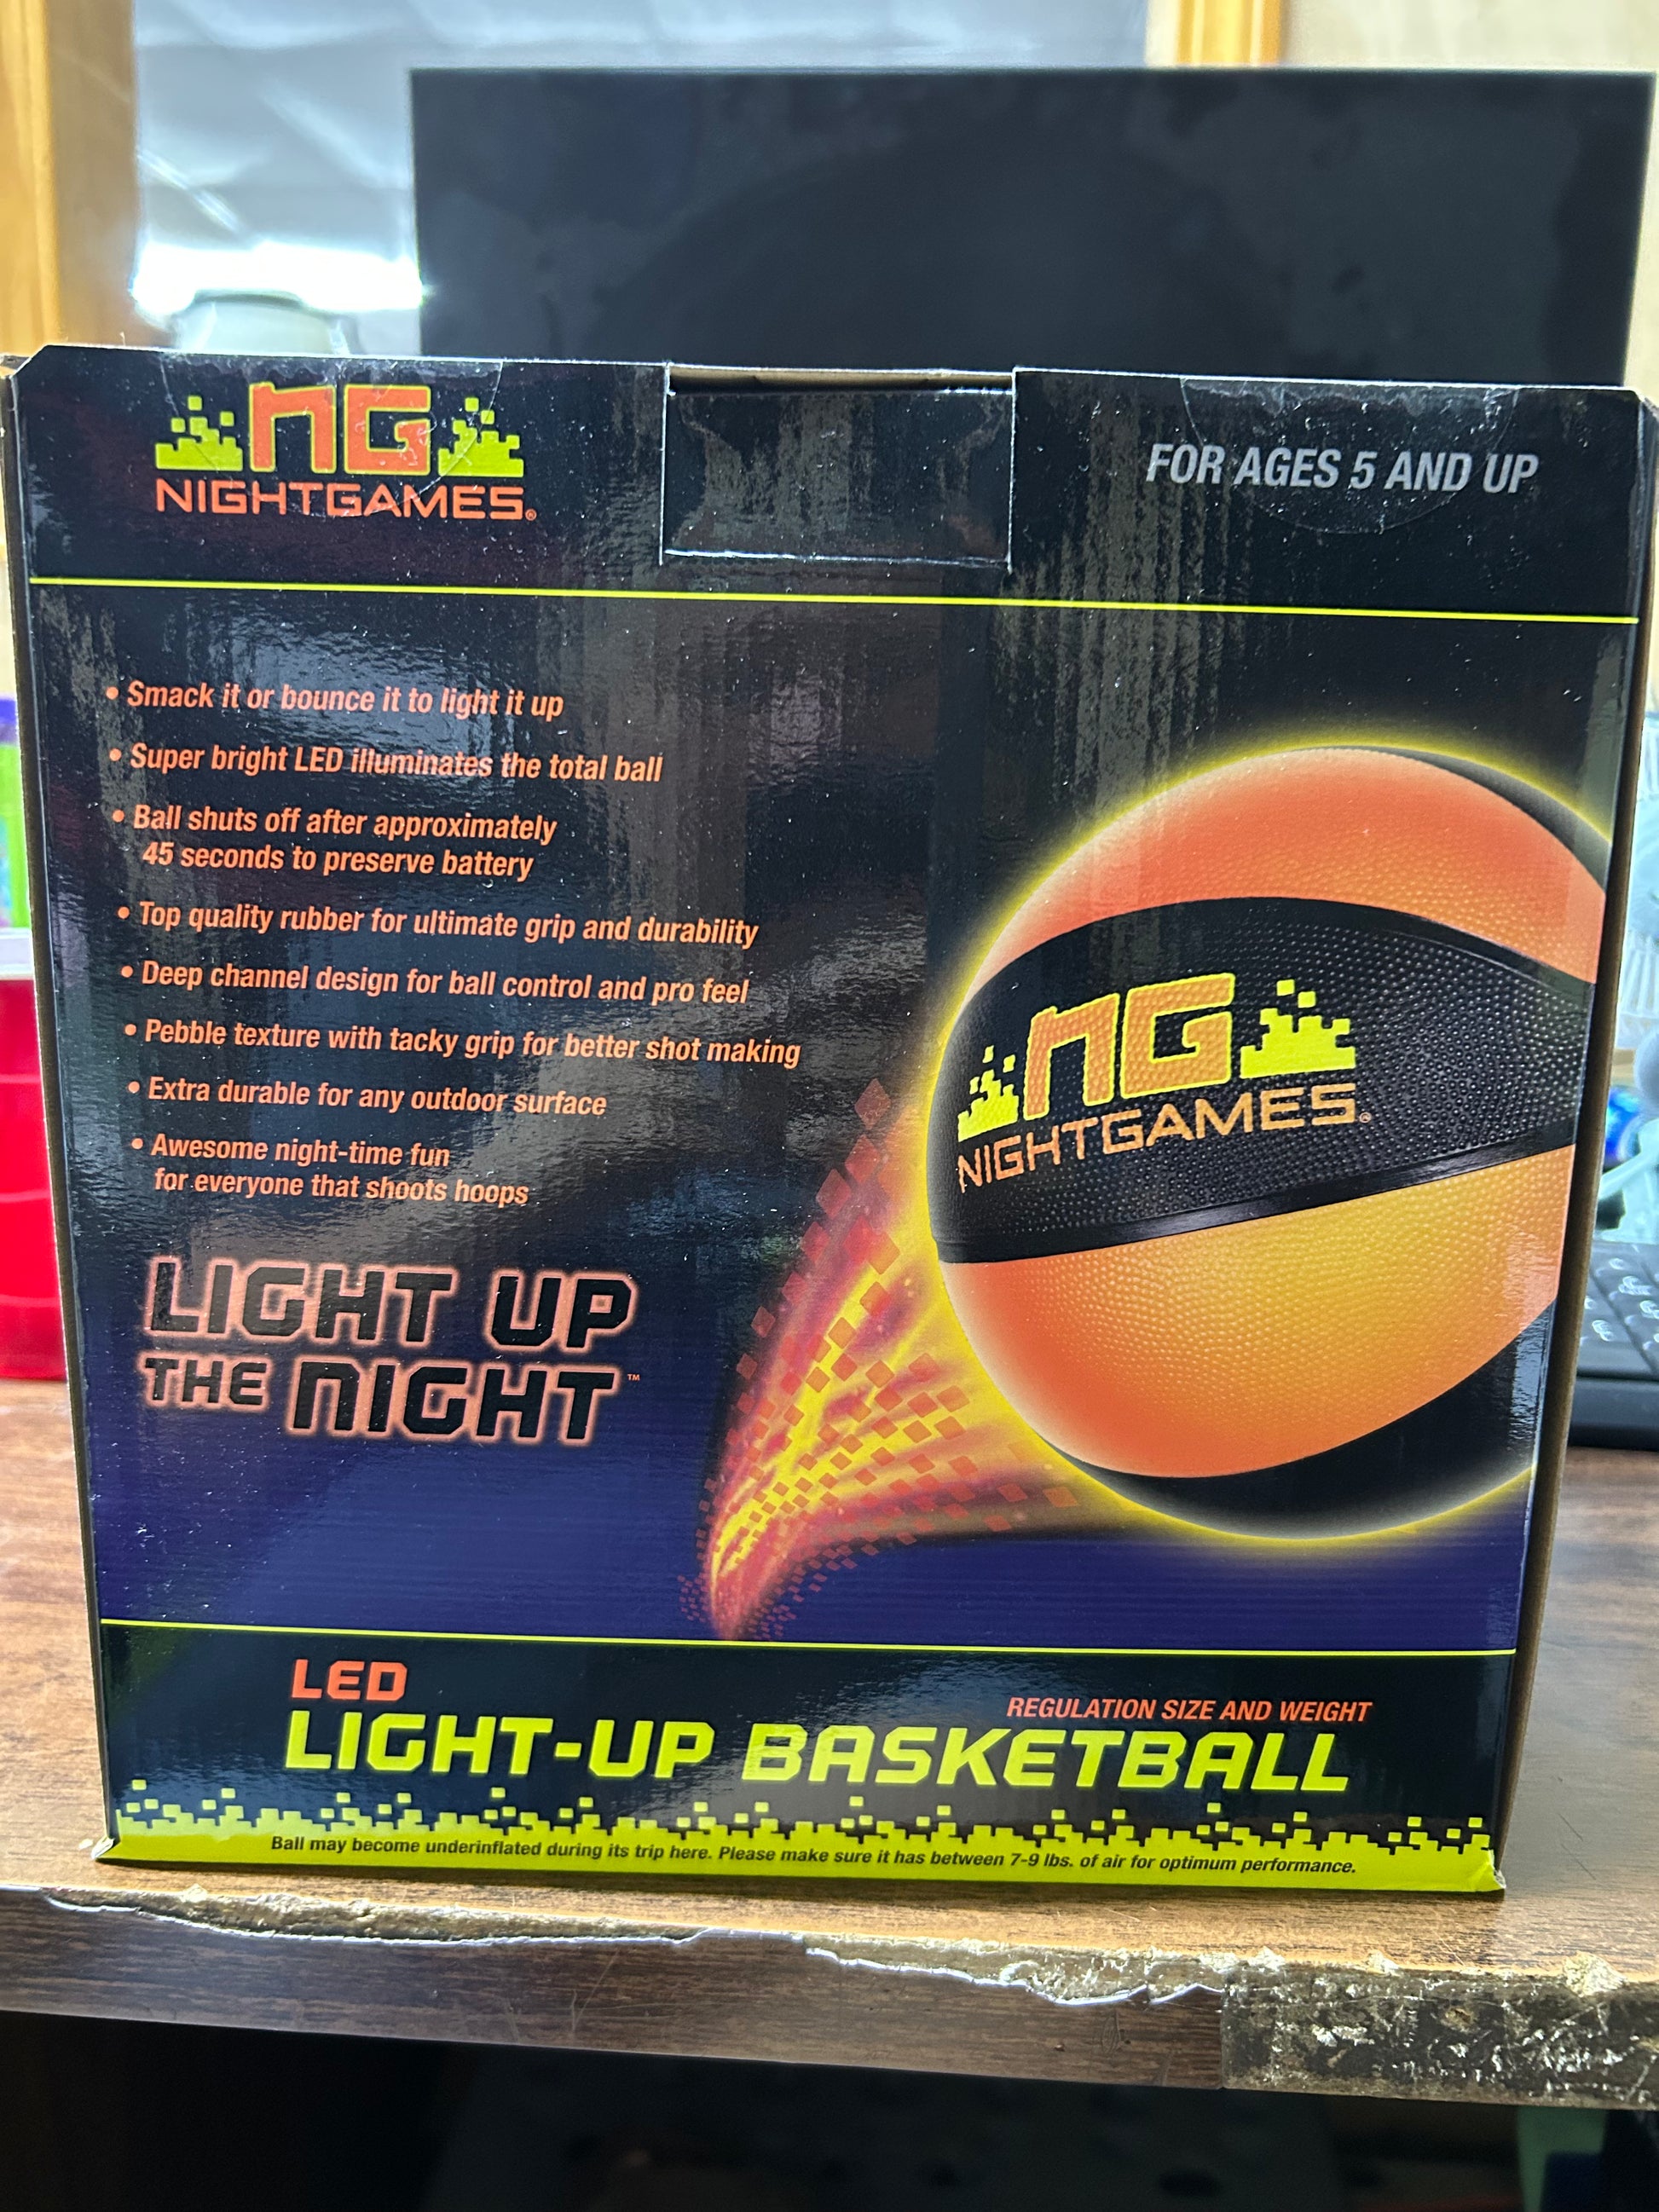 NG
NIGHTGAMES®
FOR AGES 5 AND UP
• Smack it or bounce it to light it up
• Super bright LED illuminates the total ball
• Ball shuts off after approximately
45 seconds to preserve battery
• Top quality rubber for ultimate grip and durability
• Deep channel design for ball control and pro feel
• Pebble texture with tacky grip for better shot making
• Extra durable for any outdoor surface
• Awesome night-time fun
for everyone that shoots hoops
NG
NIGHTGAMES®
LIGHT UP
THE NIGHT™
LED
REGULATION SIZE AND WEIGHT
LIGHT-UP BASKETBALL
Ball may become underinflated during its trip here. Please make sure it has between 7-9 lbs. of air for optimum performance.